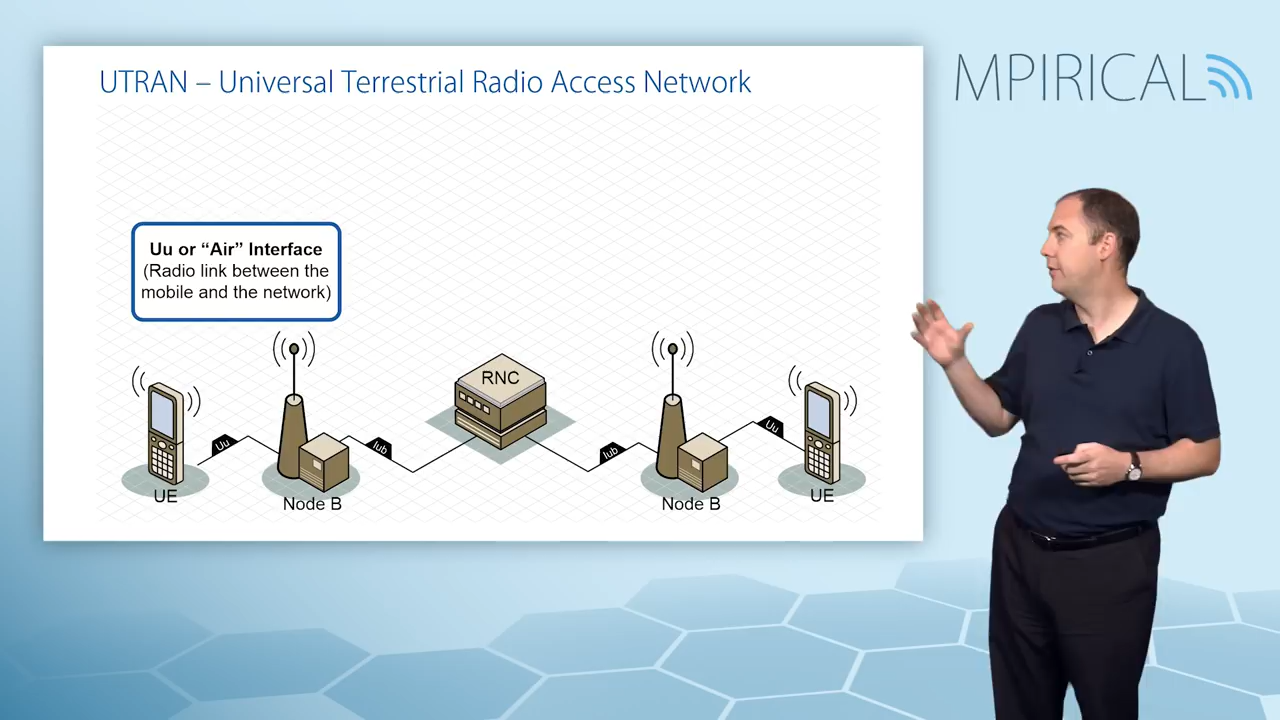 UTRAN – Universal Terrestrial Radio Access Network
MPIRICAL
Uu or “Air” Interface
(Radio link between the
mobile and the network)
RNC
Uu
Iub
Iub
Uu
UE
Node B
Node B
UE